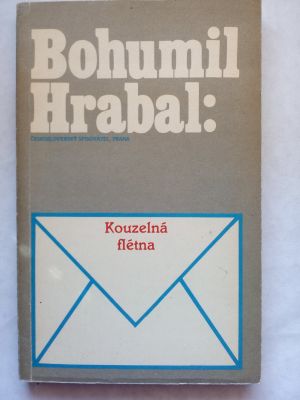 Bohumil
Hrabal:
ČESKOSLOVENSKÝ SPISOVATEL, PRAHA
Kouzelná
flétna